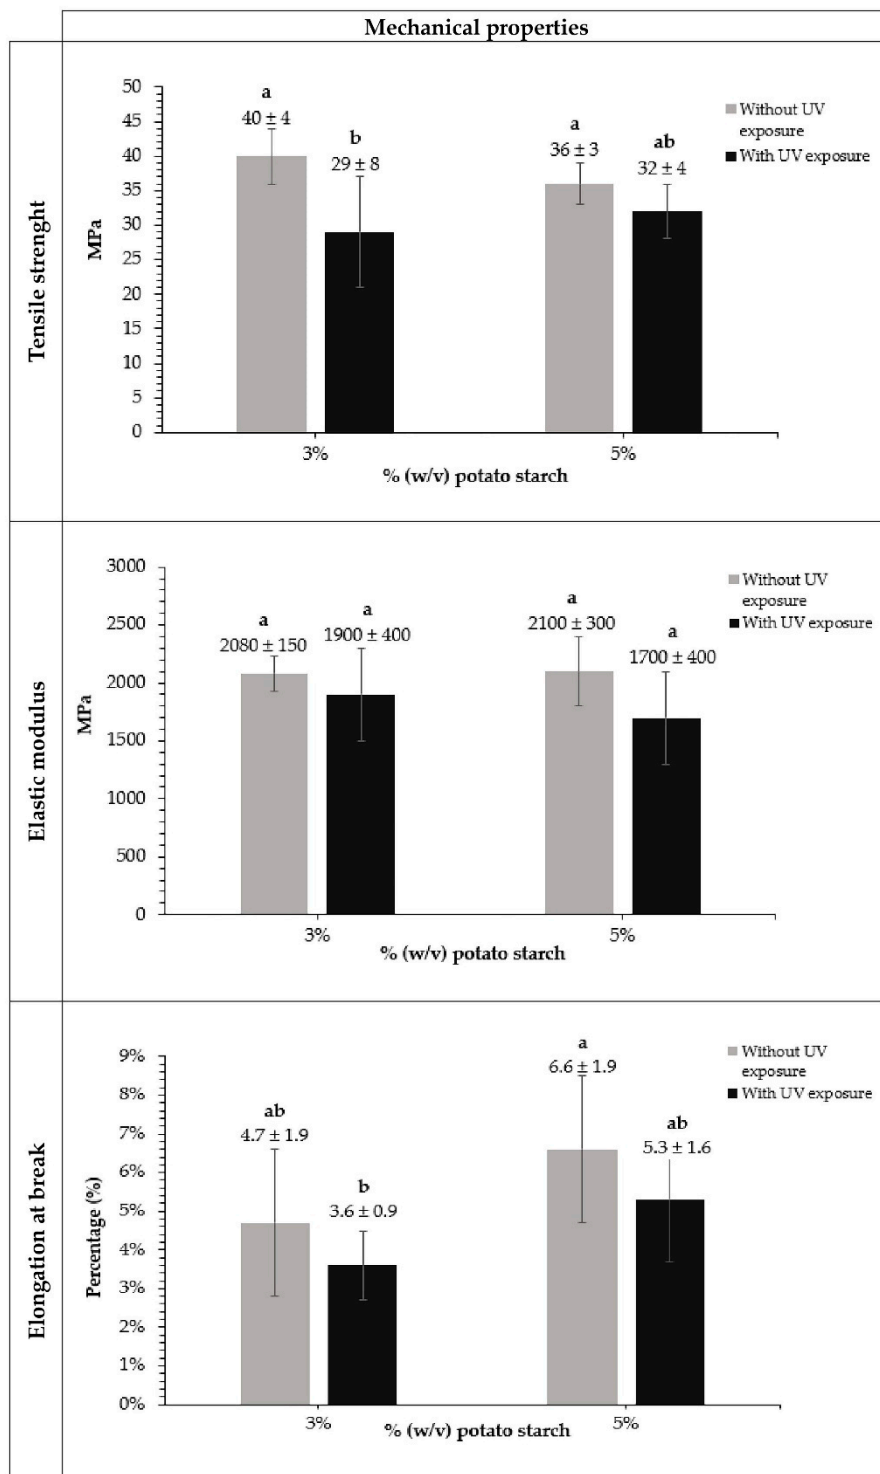 Mechanical properties
Tensile strenght
MPa
50
45
40
35
30
25
20
15
10
5
0
a
40 ± 4
b
29 ± 8
a
36 ± 3
ab
32 ± 4
Without UV
exposure
With UV exposure
3%
5%
% (w/v) potato starch
Elastic modulus
MPa
3000
2500
2000
1500
1000
500
0
a
2080 ± 150
a
1900 ± 400
a
2100 ± 300
a
1700 ± 400
Without UV
exposure
With UV exposure
3%
5%
% (w/v) potato starch
Elongation at break
Percentage (%)
9%
8%
7%
6%
5%
4%
3%
2%
1%
0%
ab
4.7 ± 1.9
b
3.6 ± 0.9
a
6.6 ± 1.9
ab
5.3 ± 1.6
Without UV
exposure
With UV exposure
3%
5%
% (w/v) potato starch